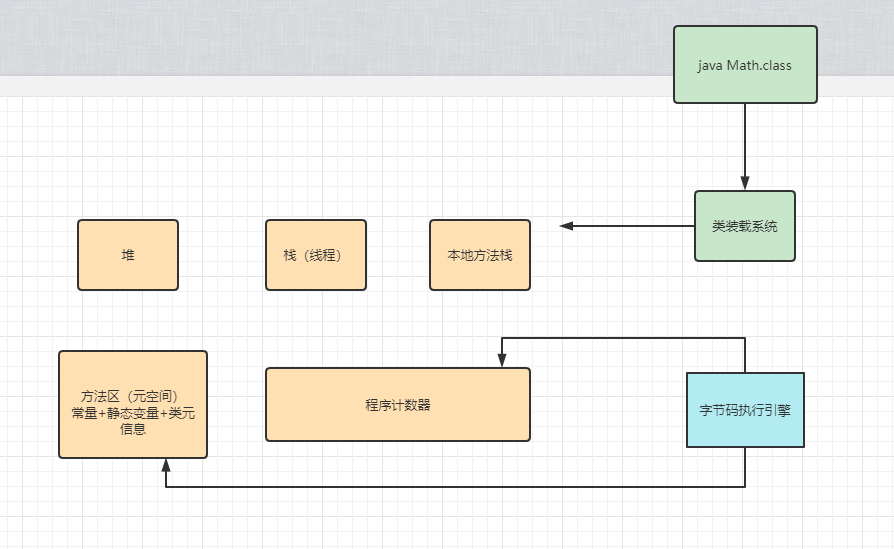 java Math.class
类装载系统
堆
栈（线程）
本地方法栈
方法区（元空间）
常量+静态变量+类元
信息
程序计数器
字节码执行引擎